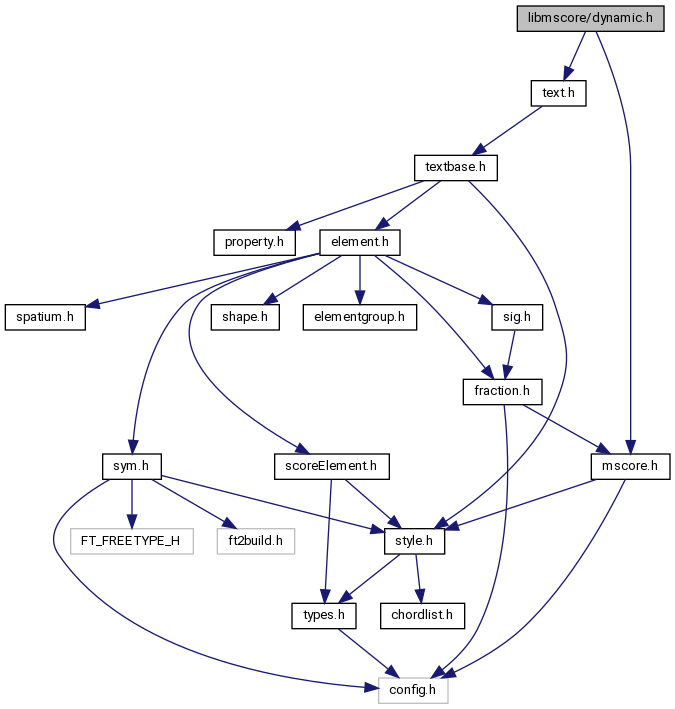 libmscore/dynamic.h
text.h
textbase.h
property.h
element.h
spatium.h
shape.h
elementgroup.h
sig.h
fraction.h
sym.h
scoreElement.h
mscore.h
FT_FREETYPE_H
ft2build.h
style.h
types.h
chordlist.h
config.h